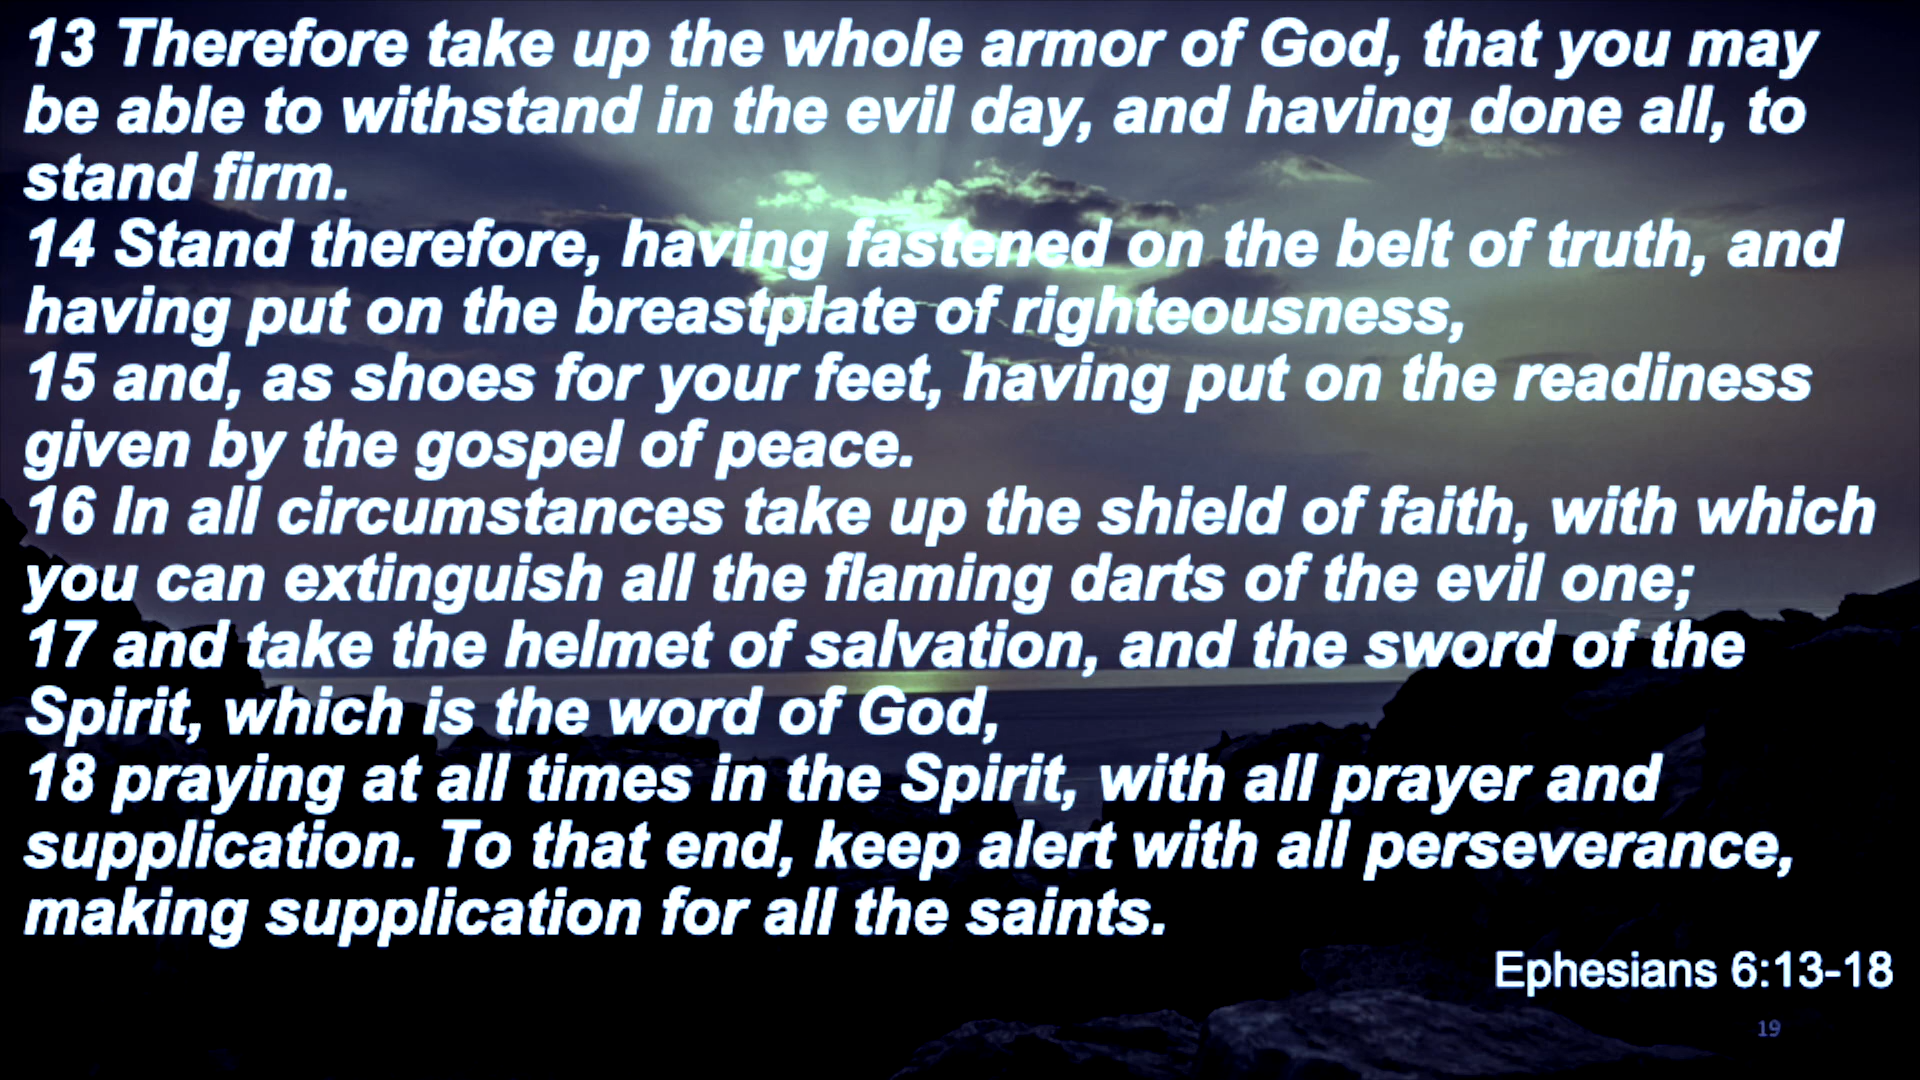 13 Therefore take up the whole armor of God, that you may
be able to withstand in the evil day, and having done all, to
stand firm.
14 Stand therefore, having fastened on the belt of truth, and
having put on the breastplate of righteousness,
15 and, as shoes for your feet, having put on the readiness
given by the gospel of peace.
16 In all circumstances take up the shield of faith, with which
you can extinguish all the flaming darts of the evil one;
17 and take the helmet of salvation, and the sword of the
Spirit, which is the word of God,
18 praying at all times in the Spirit, with all prayer and
supplication. To that end, keep alert with all perseverance,
making supplication for all the saints.
Ephesians 6:13-18
19